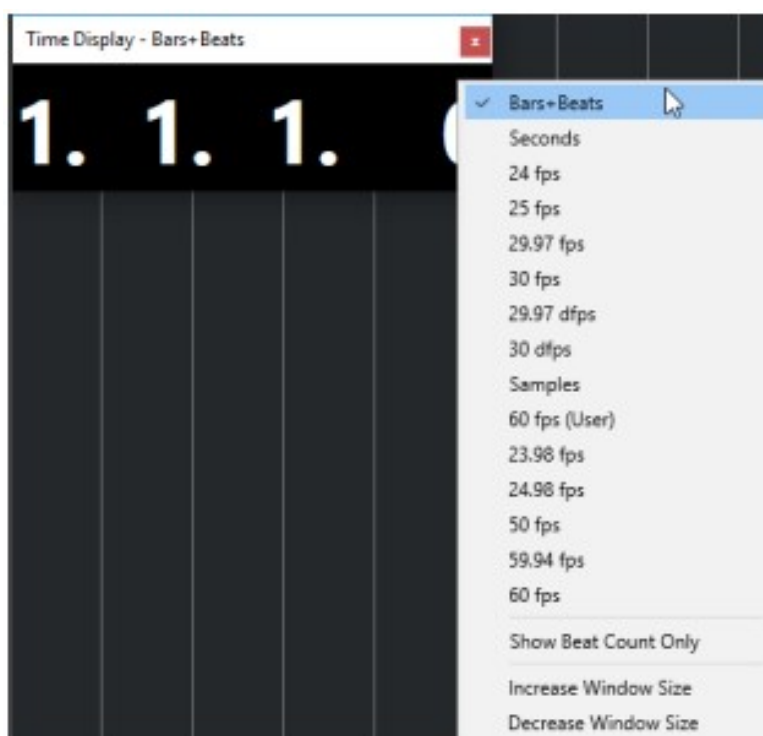 Time Display - Bars+Beats
x
1. 1. 1.
Bars+Beats
Seconds
24 fps
25 fps
29.97 fps
30 fps
29.97 dfps
30 dfps
Samples
60 fps (User)
23.98 fps
24.98 fps
50 fps
59.94 fps
60 fps
Show Beat Count Only
Increase Window Size
Decrease Window Size